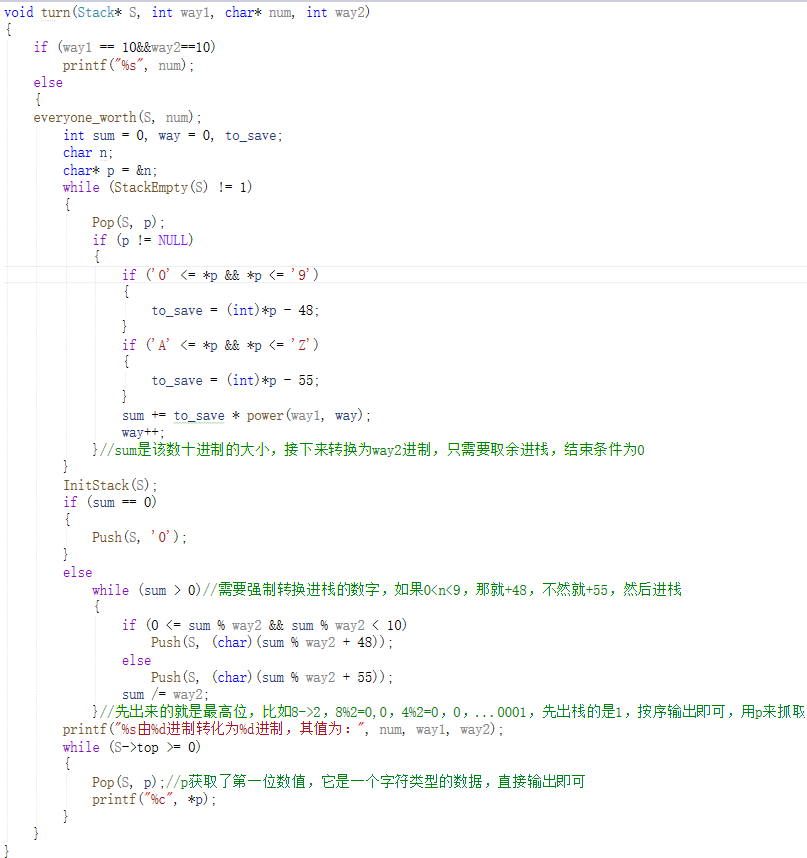 void turn(Stack* S, int way1, char* num, int way2)
{
if (way1 == 10&&way2==10)
printf("%s", num);
else
{
everyone_worth(S, num);
int sum = 0, way = 0, to_save;
char n;
char* p = &n;
while (StackEmpty(S) != 1)
{
Pop(S, p);
if (p != NULL)
{
if ('0' <= *p && *p <= '9')
{
to_save = (int)*p - 48;
}
if ('A' <= *p && *p <= 'Z')
{
to_save = (int)*p - 55;
}
sum += to_save * power(way1, way);
way++;
}//sum是该数十进制的大小，接下来转换为way2进制，只需要取余进栈，结束条件为0
}
InitStack(S);
if (sum == 0)
{
Push(S, '0');
}
else
while (sum > 0)//需要强制转换进栈的数字，如果0<n<9，那就+48，不然就+55，然后进栈
{
if (0 <= sum % way2 && sum % way2 < 10)
Push(S, (char)(sum % way2 + 48));
else
Push(S, (char)(sum % way2 + 55));
sum /= way2;
}//先出来的就是最高位，比如8->2，8%2=0,0，4%2=0，0，...0001，先出栈的是1，按序输出即可，用p来抓取
printf("%s由%d进制转化为%d进制，其值为：", num, way1, way2);
while (S->top >= 0)
{
Pop(S, p);//p获取了第一位数值，它是一个字符类型的数据，直接输出即可
printf("%c", *p);
}
}
}